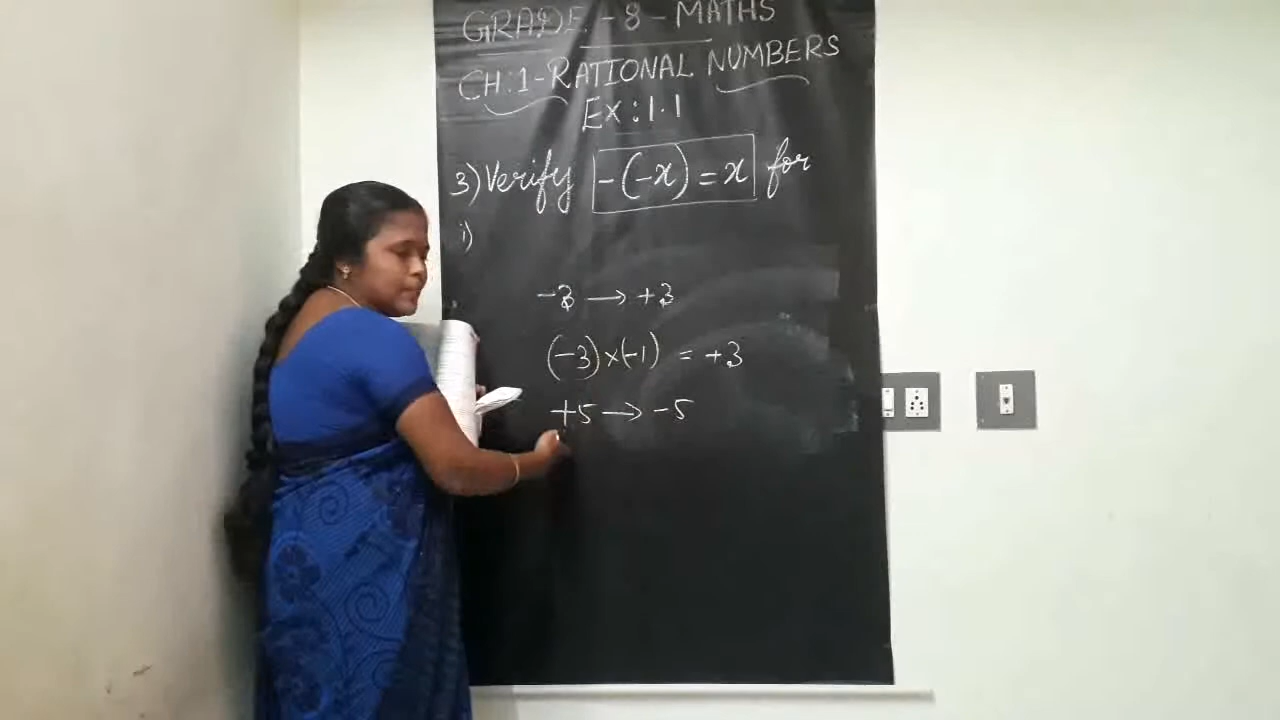 GRADE - 8 - MATHS
CH:1-RATIONAL NUMBERS
Ex:1.1
3) Verify -(-x) = x for
i)
-3 → +3
(-3)×(-1) = +3
+5 → -5